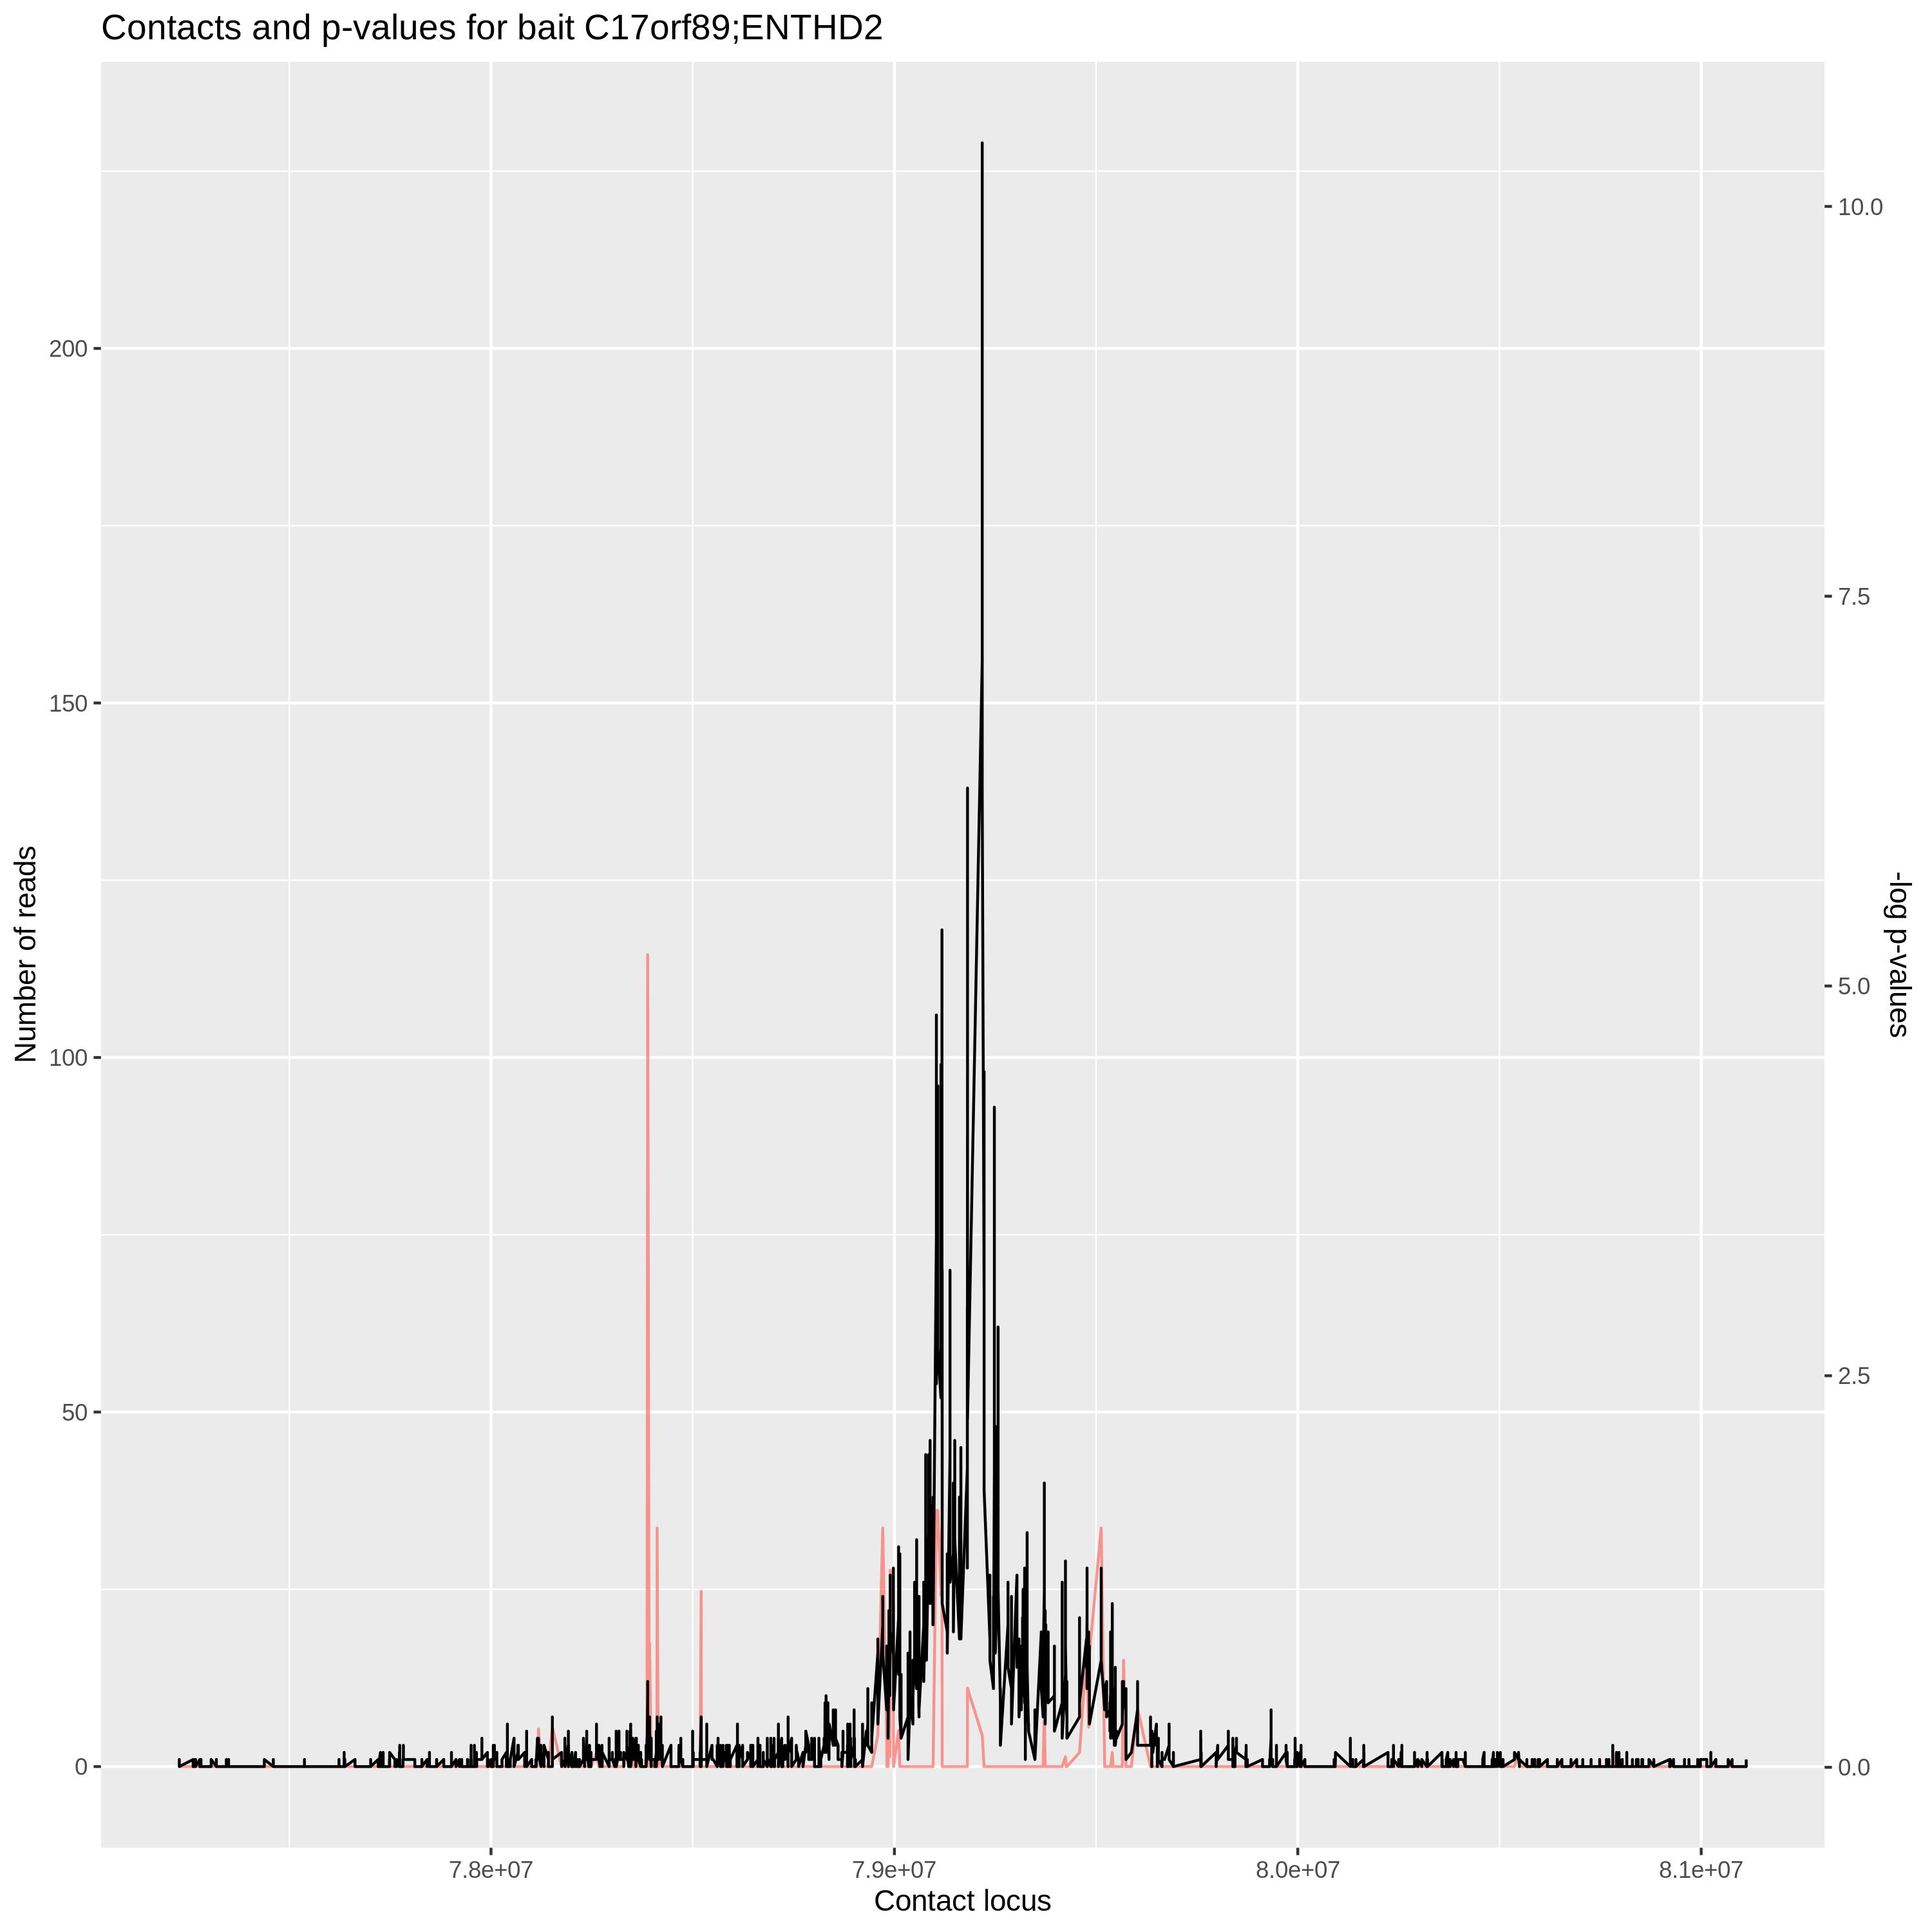 Contacts and p-values for bait C17orf89;ENTHD2
10.0
200
7.5
150
Number of reads
-log p-values
5.0
100
2.5
50
0
0.0
7.8e+07 7.9e+07 8.0e+07 8.1e+07
Contact locus